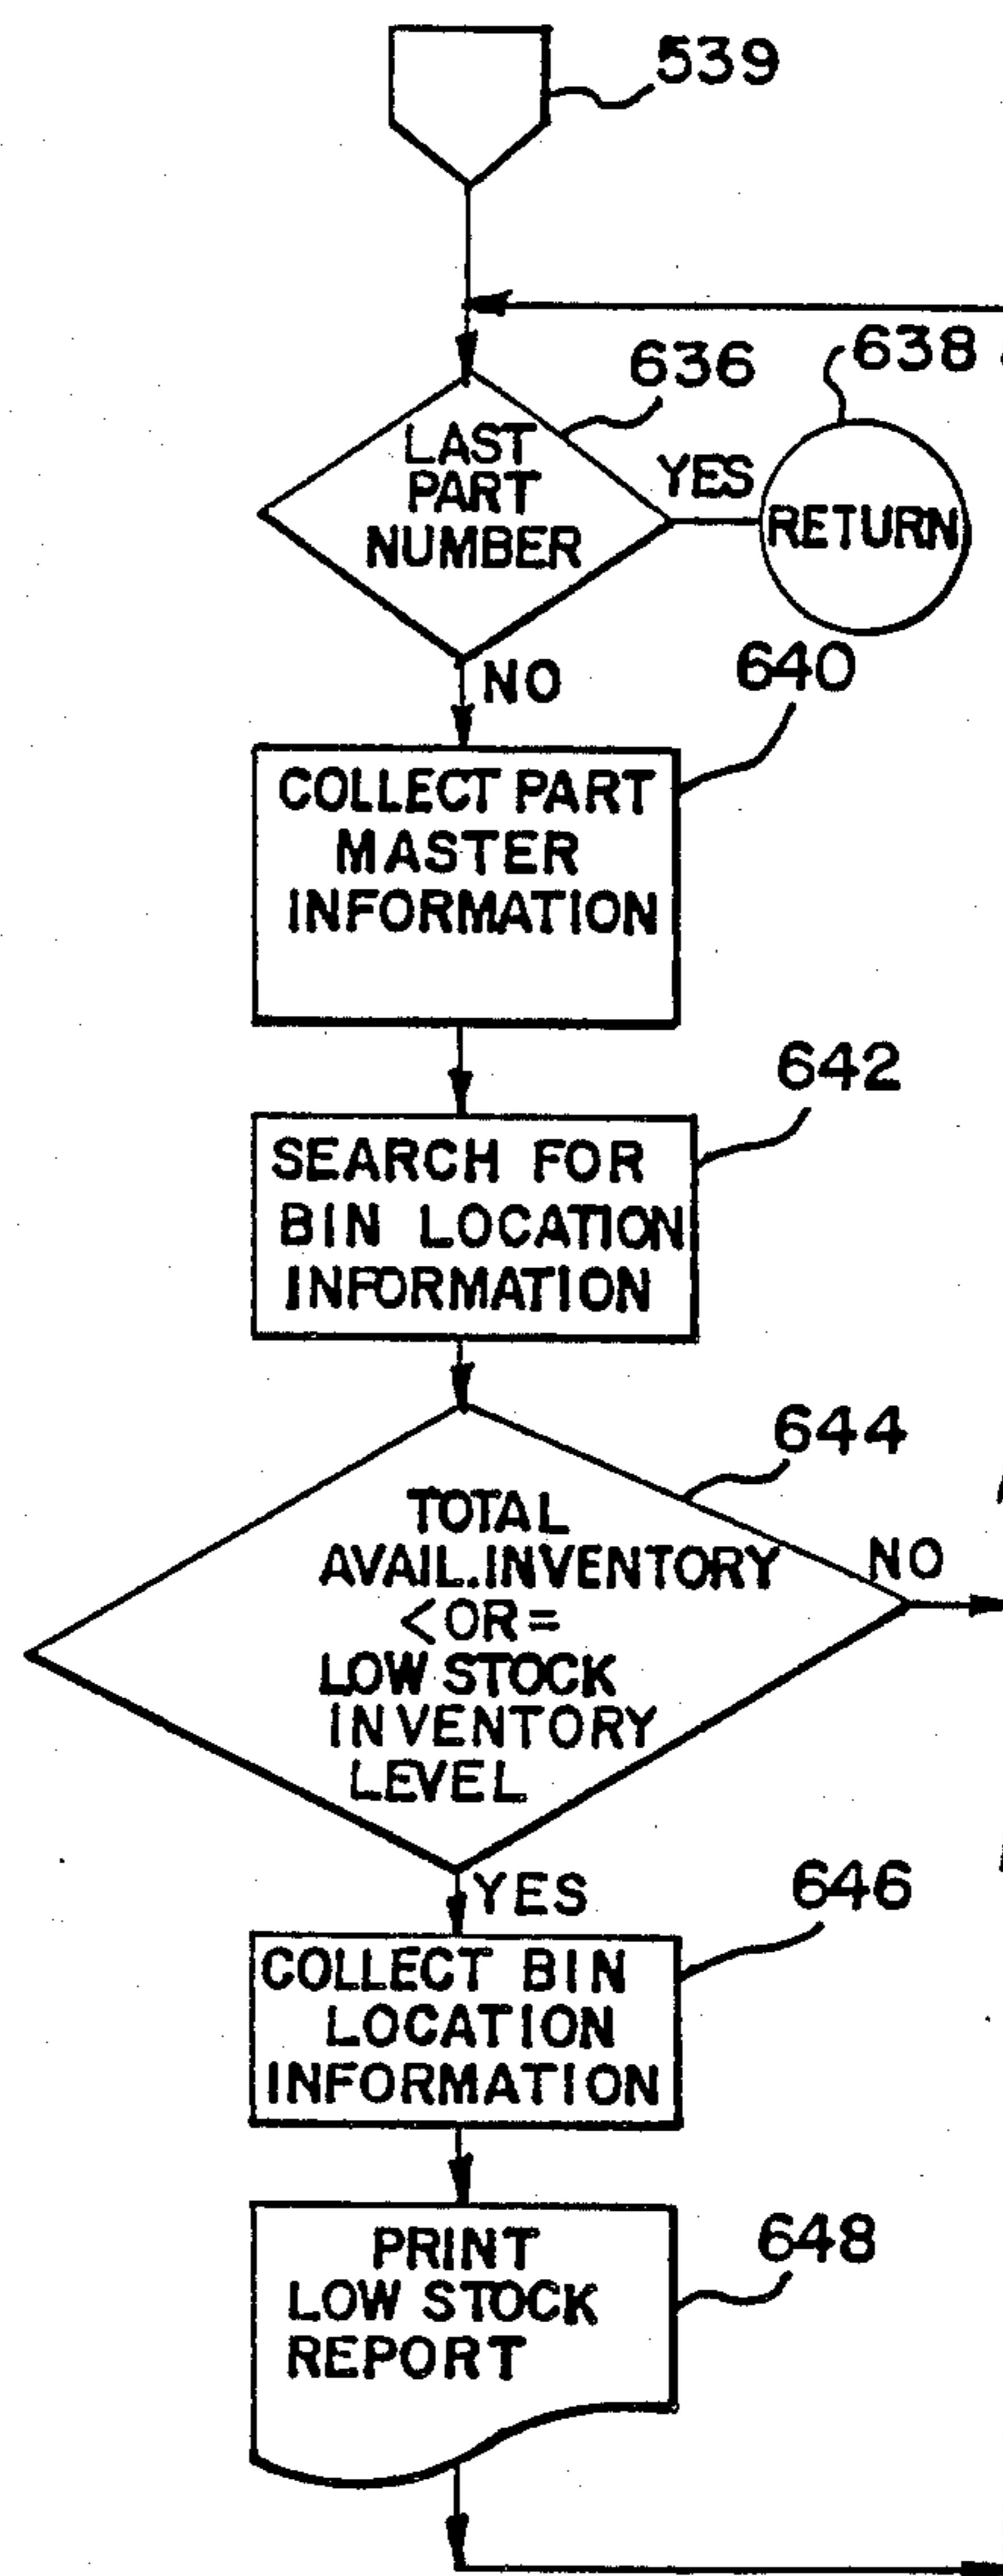 539
636
638
LAST
PART
NUMBER
YES
RETURN
NO
640
COLLECT PART
MASTER
INFORMATION
642
SEARCH FOR
BIN LOCATION
INFORMATION
644
TOTAL
AVAIL. INVENTORY
< OR =
LOW STOCK
INVENTORY
LEVEL
NO
YES
646
COLLECT BIN
LOCATION
INFORMATION
648
PRINT
LOW STOCK
REPORT